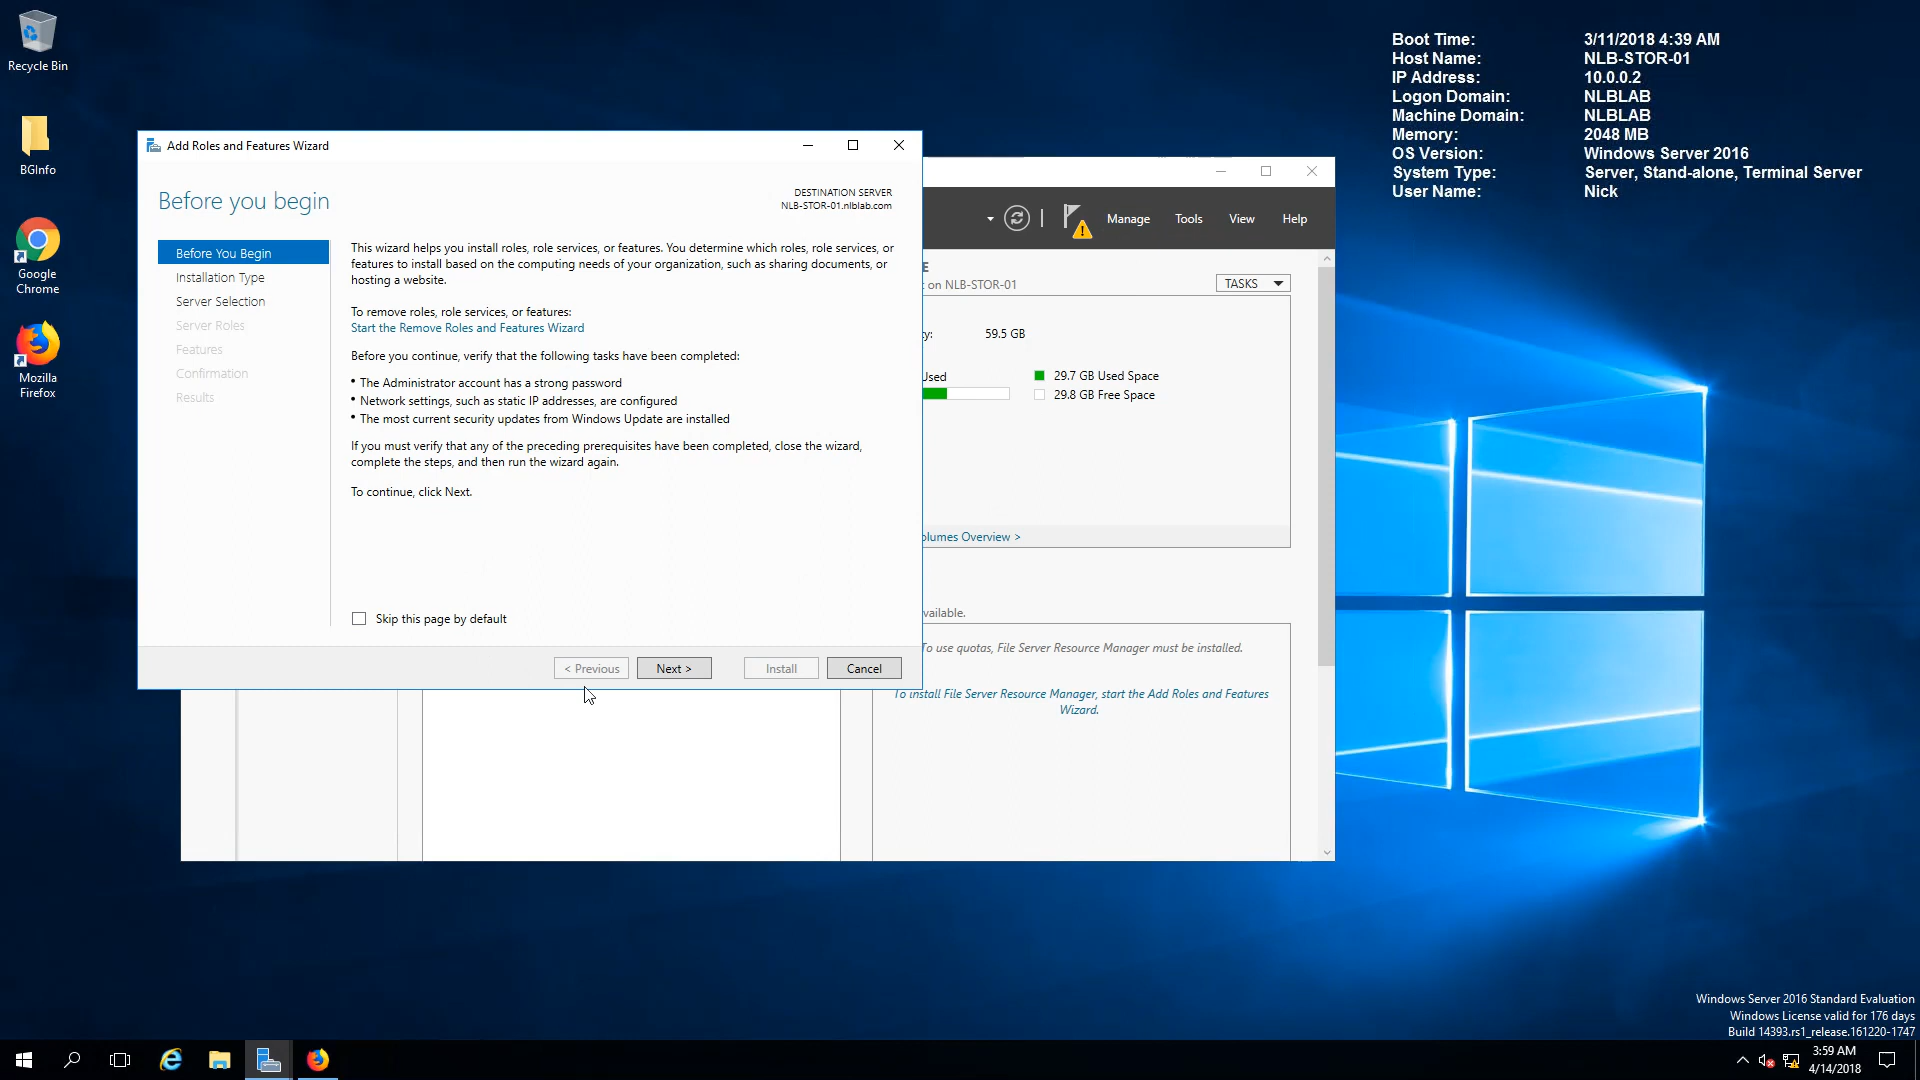 Recycle Bin
BGInfo
Google
Chrome
Mozilla
Firefox
Boot Time: 3/11/2018 4:39 AM
Host Name: NLB-STOR-01
IP Address: 10.0.0.2
Logon Domain: NLBLAB
Machine Domain: NLBLAB
Memory: 2048 MB
OS Version: Windows Server 2016
System Type: Server, Stand-alone, Terminal Server
User Name: Nick
Add Roles and Features Wizard
Before you begin
DESTINATION SERVER
NLB-STOR-01.nlblab.com
Before You Begin
Installation Type
Server Selection
Server Roles
Features
Confirmation
Results
This wizard helps you install roles, role services, or features. You determine which roles, role services, or
features to install based on the computing needs of your organization, such as sharing documents, or
hosting a website.
To remove roles, role services, or features:
Start the Remove Roles and Features Wizard
Before you continue, verify that the following tasks have been completed:
• The Administrator account has a strong password
• Network settings, such as static IP addresses, are configured
• The most current security updates from Windows Update are installed
If you must verify that any of the preceding prerequisites have been completed, close the wizard,
complete the steps, and then run the wizard again.
To continue, click Next.
Skip this page by default
< Previous
Next >
Install
Cancel
Manage
Tools
View
Help
on NLB-STOR-01
TASKS
59.5 GB
Used
29.7 GB Used Space
29.8 GB Free Space
Overview >
To use quotas, File Server Resource Manager must be installed.
To install File Server Resource Manager, start the Add Roles and Features
Wizard.
Windows Server 2016 Standard Evaluation
Windows License valid for 176 days
Build 14393.rs1_release.161220-1747
3:59 AM
4/14/2018